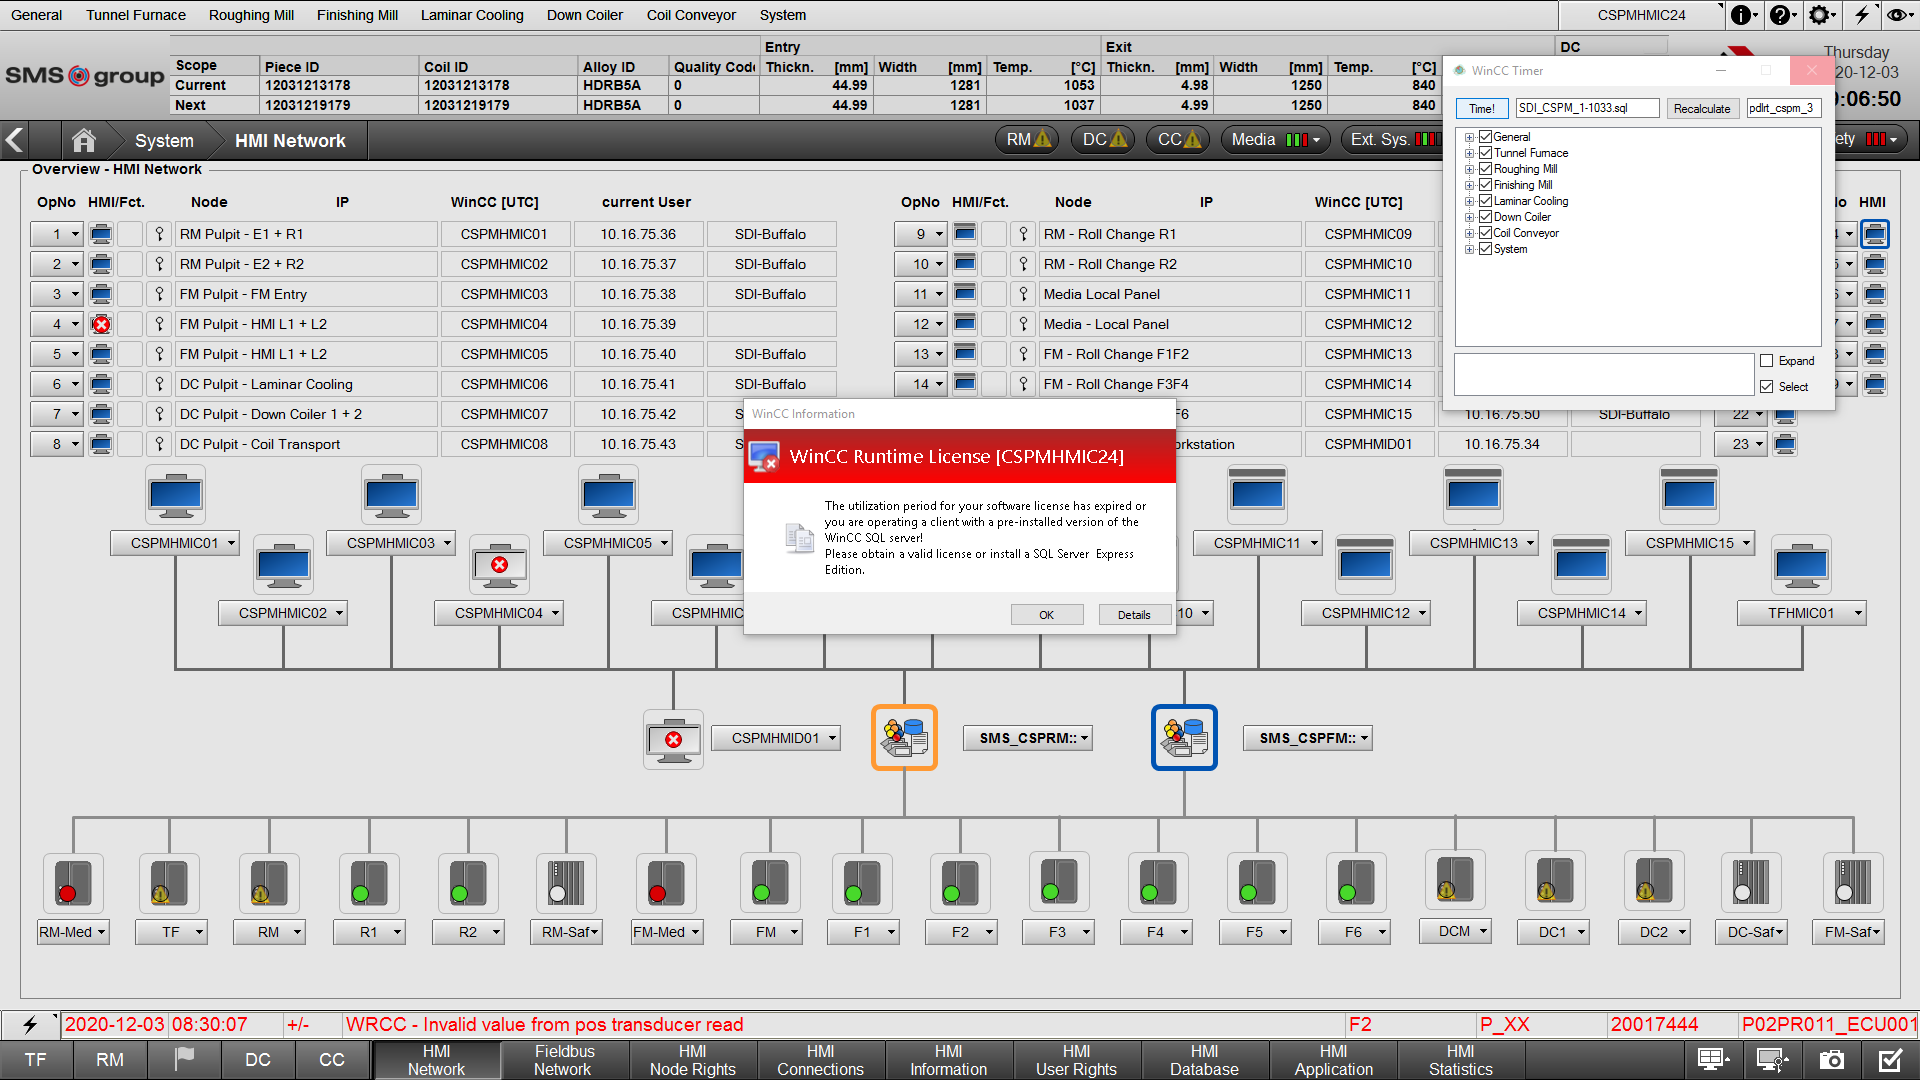 General Tunnel Furnace Roughing Mill Finishing Mill Laminar Cooling Down Coiler Coil Conveyor System CSPMHMIC24
SMS group
Entry Exit DC
Scope Piece ID Coil ID Alloy ID Quality Code Thickn. [mm] Width [mm] Temp. [°C] Thickn. [mm] Width [mm] Temp. [°C]
Current 12031213178 12031213178 HDRB5A 0 44.99 1281 1053 4.98 1250 840
Next 12031219179 12031219179 HDRB5A 0 44.99 1281 1037 4.99 1250 840
Thursday
20-12-03
:06:50
System HMI Network RM DC CC Media Ext. Sys. ety
WinCC Timer
Time! SDI_CSPM_1-1033.sql Recalculate pdlrt_cspm_3
General
Tunnel Furnace
Roughing Mill
Finishing Mill
Laminar Cooling
Down Coiler
Coil Conveyor
System
Expand
Select
Overview - HMI Network
OpNo HMI/Fct. Node IP WinCC [UTC] current User OpNo HMI/Fct. Node IP WinCC [UTC] lo HMI
1 RM Pulpit - E1 + R1 CSPMHMIC01 10.16.75.36 SDI-Buffalo 9 RM - Roll Change R1 CSPMHMIC09
2 RM Pulpit - E2 + R2 CSPMHMIC02 10.16.75.37 SDI-Buffalo 10 RM - Roll Change R2 CSPMHMIC10
3 FM Pulpit - FM Entry CSPMHMIC03 10.16.75.38 SDI-Buffalo 11 Media Local Panel CSPMHMIC11
4 FM Pulpit - HMI L1 + L2 CSPMHMIC04 10.16.75.39 12 Media - Local Panel CSPMHMIC12
5 FM Pulpit - HMI L1 + L2 CSPMHMIC05 10.16.75.40 SDI-Buffalo 13 FM - Roll Change F1F2 CSPMHMIC13
6 DC Pulpit - Laminar Cooling CSPMHMIC06 10.16.75.41 SDI-Buffalo 14 FM - Roll Change F3F4 CSPMHMIC14
7 DC Pulpit - Down Coiler 1 + 2 CSPMHMIC07 10.16.75.42 S F6 CSPMHMIC15 10.16.75.50 SDI-Buffalo 22
8 DC Pulpit - Coil Transport CSPMHMIC08 10.16.75.43 S orkstation CSPMHMID01 10.16.75.34 23
WinCC Information
WinCC Runtime License [CSPMHMIC24]
The utilization period for your software license has expired or
you are operating a client with a pre-installed version of the
WinCC SQL server!
Please obtain a valid license or install a SQL Server Express
Edition.
OK Details
CSPMHMIC01 CSPMHMIC03 CSPMHMIC05 CSPMHMIC11 CSPMHMIC13 CSPMHMIC15
CSPMHMIC02 CSPMHMIC04 CSPMHMIC 10 CSPMHMIC12 CSPMHMIC14 TFHMIC01
CSPMHMID01 SMS_CSPRM:: SMS_CSPFM::
RM-Med TF RM R1 R2 RM-Saf FM-Med FM F1 F2 F3 F4 F5 F6 DCM DC1 DC2 DC-Saf FM-Saf
2020-12-03 08:30:07 +/- WRCC - Invalid value from pos transducer read F2 P_XX 20017444 P02PR011_ECU001
TF RM DC CC HMI Network Fieldbus Network HMI Node Rights HMI Connections HMI Information HMI User Rights HMI Database HMI Application HMI Statistics